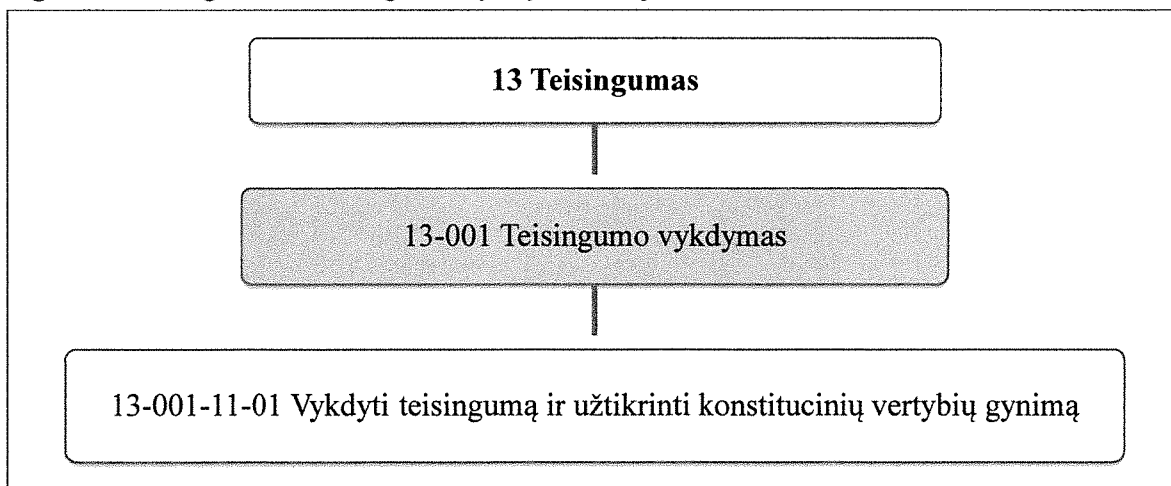 13 Teisingumas
13-001 Teisingumo vykdymas
13-001-11-01 Vykdyti teisingumą ir užtikrinti konstitucinių vertybių gynimą